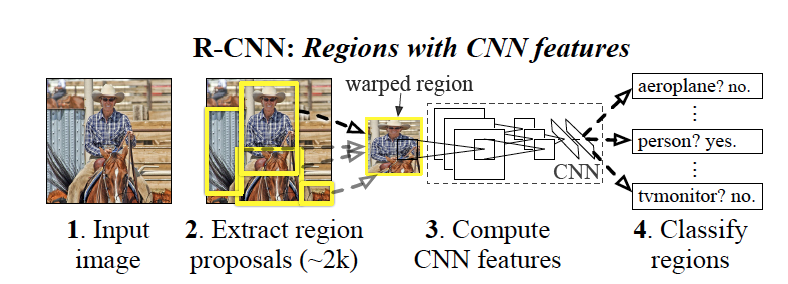 R-CNN: Regions with CNN features
warped region
aeroplane? no.
⋮
person? yes.
⋮
tvmonitor? no.
CNN
1. Input
image
2. Extract region
proposals (~2k)
3. Compute
CNN features
4. Classify
regions